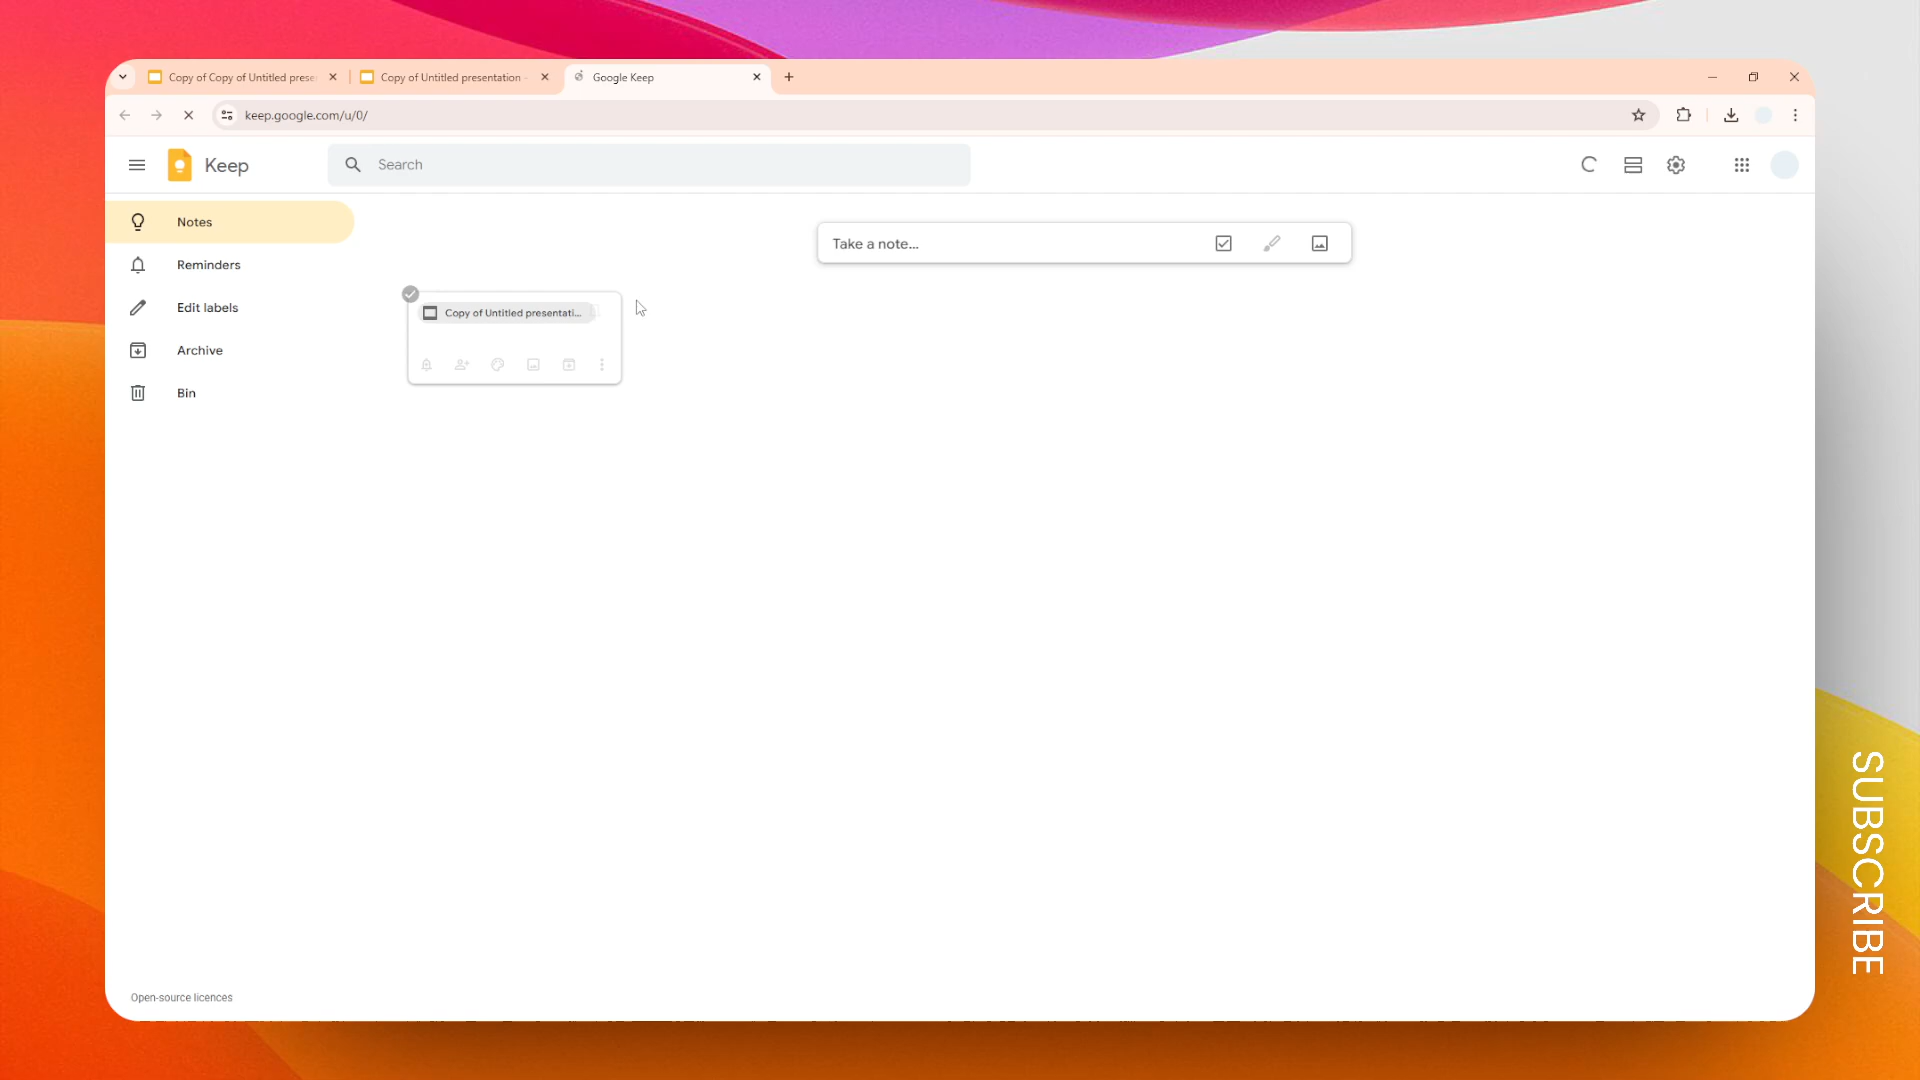 Copy of Copy of Untitled prese
Copy of Untitled presentation -
Google Keep
keep.google.com/u/0/
Keep
Search
Notes
Take a note...
Reminders
Edit labels
Copy of Untitled presentati...
Archive
Bin
SUBSCRIBE
Open-source licences